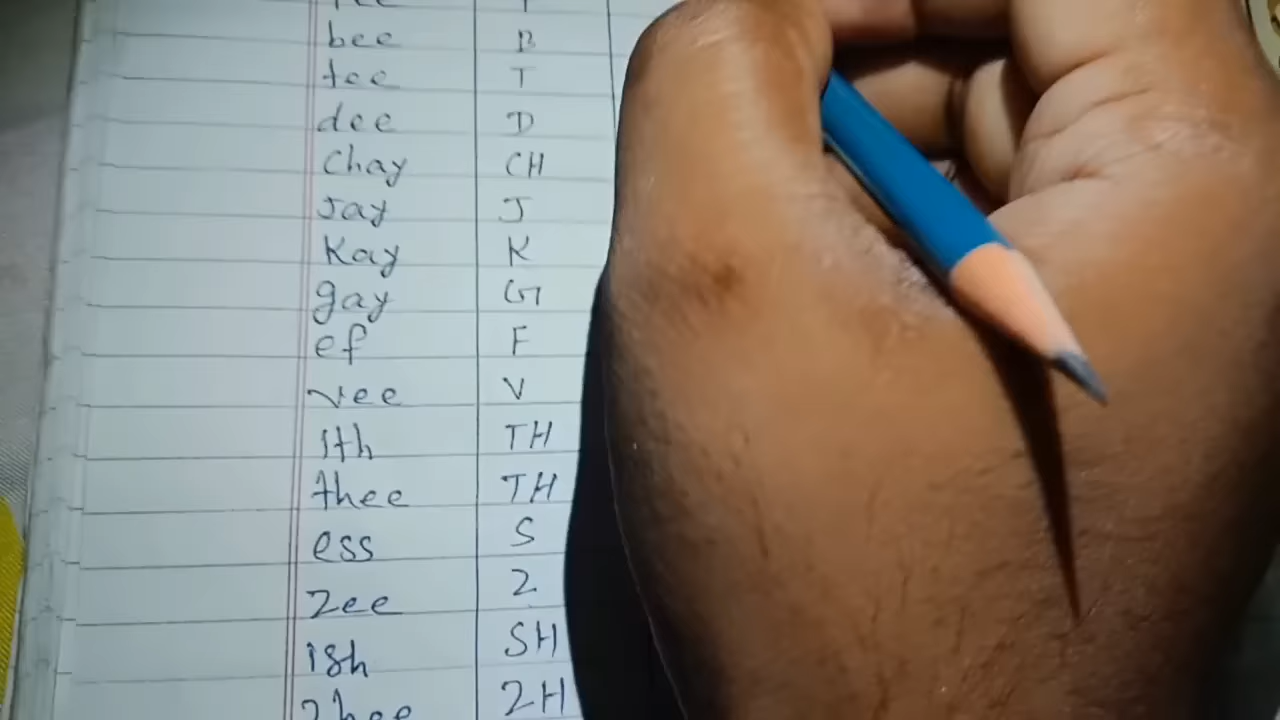 bee B
tee T
dee D
Chay CH
Jay J
Kay K
gay G
ef F
vee V
ith TH
thee TH
ess S
Zee Z
ish SH
Zhee ZH